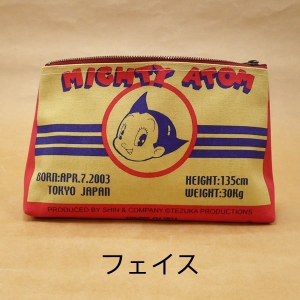 MIGHTY ATOM
BORN:APR.7.2003
TOKYO JAPAN
HEIGHT:135cm
WEIGHT:30Kg
PRODUCED BY SHIN & COMPANY ©TEZUKA PRODUCTIONS
フェイス